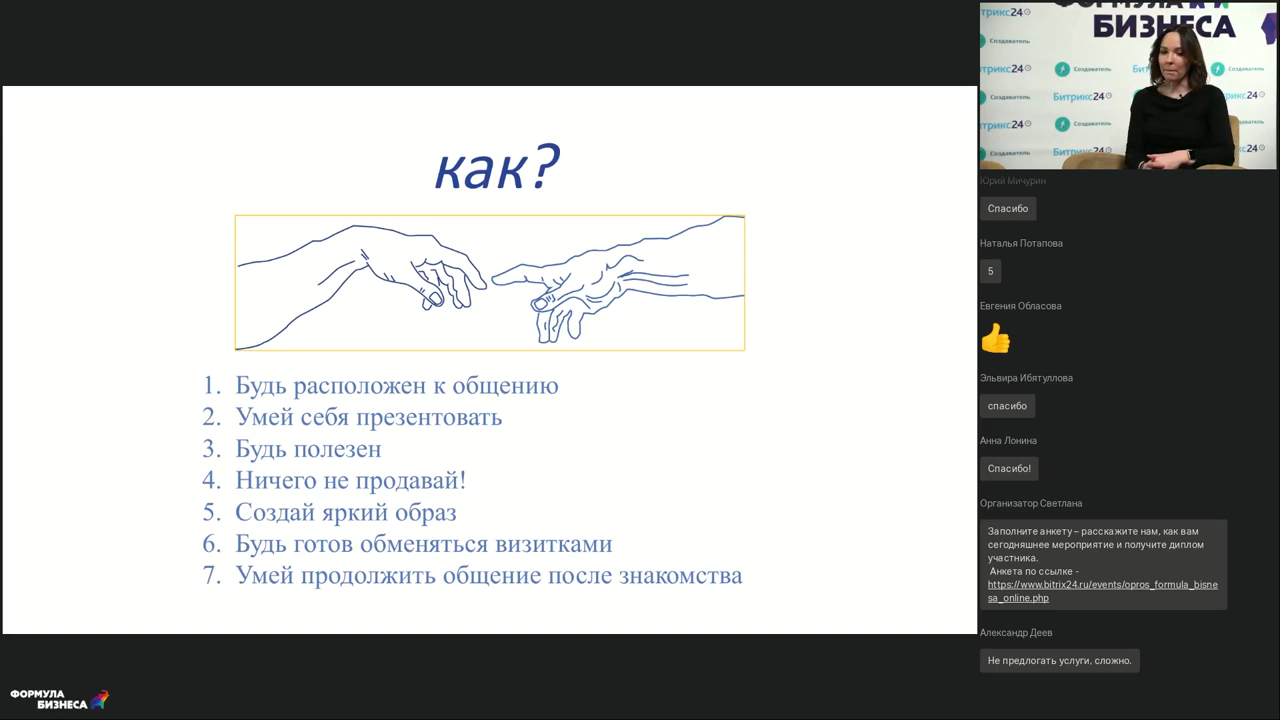 как?
1. Будь расположен к общению
2. Умей себя презентовать
3. Будь полезен
4. Ничего не продавай!
5. Создай яркий образ
6. Будь готов обменяться визитками
7. Умей продолжить общение после знакомства
ФОРМУЛА
БИЗНЕСА
ФОРМУЛА
БИЗНЕСА
Битрикс24
Создаватель
Юрий Мичурин
Спасибо
Наталья Потапова
5
Евгения Обласова
Эльвира Ибятуллова
спасибо
Анна Лонина
Спасибо!
Организатор Светлана
Заполните анкету – расскажите нам, как вам
сегодняшнее мероприятие и получите диплом
участника.
Анкета по ссылке -
https://www.bitrix24.ru/events/opros_formula_bisne
sa_online.php
Александр Деев
Не предлогать услуги, сложно.